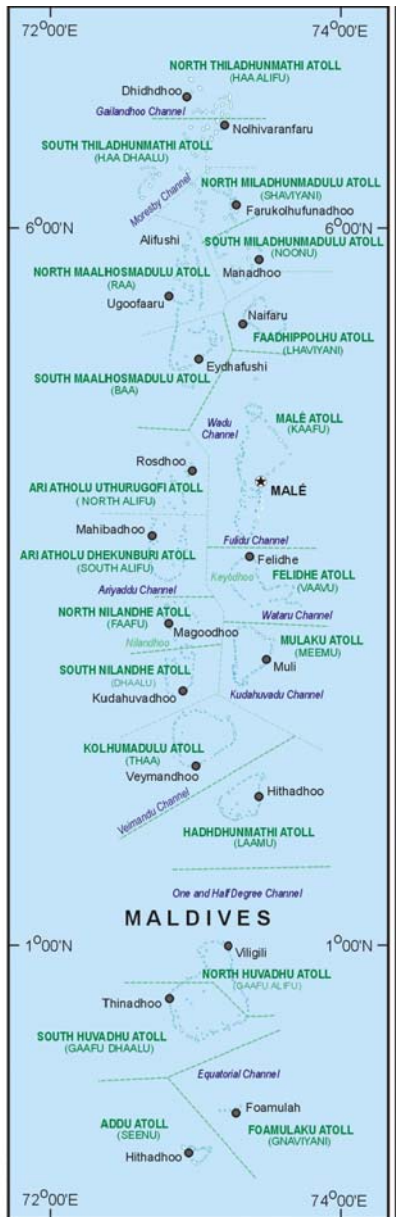 72°00'E 74°00'E
NORTH THILADHUNMATHI ATOLL
(HAA ALIFU)
Dhidhdhoo
Gailandhoo Channel
Nolhivaranfaru
SOUTH THILADHUNMATHI ATOLL
(HAA DHAALU)
Moresby Channel
NORTH MILADHUNMADULU ATOLL
(SHAVIYANI)
Farukolhufunadhoo
6°00'N 6°00'N
Alifushi
SOUTH MILADHUNMADULU ATOLL
(NOONU)
Manadhoo
NORTH MAALHOSMADULU ATOLL
(RAA)
Ugoofaaru
Naifaru
FAADHIPPOLHU ATOLL
(LHAVIYANI)
Eydhafushi
SOUTH MAALHOSMADULU ATOLL
(BAA)
MALÉ ATOLL
(KAAFU)
Wadu
Channel
Rosdhoo
ARI ATHOLU UTHURUGOFI ATOLL
( NORTH ALIFU)
MALÉ
Mahibadhoo
Fulidu Channel
ARI ATHOLU DHEKUNBURI ATOLL
(SOUTH ALIFU)
Felidhe
Keyodhoo
FELIDHE ATOLL
(VAAVU)
Ariyaddu Channel
NORTH NILANDHE ATOLL
(FAAFU)
Wataru Channel
Magoodhoo
Nilandhoo
MULAKU ATOLL
(MEEMU)
Muli
SOUTH NILANDHE ATOLL
(DHAALU)
Kudahuvadhoo
Kudahuvadu Channel
KOLHUMADULU ATOLL
(THAA)
Veymandhoo
Veimandu Channel
Hithadhoo
HADHDHUNMATHI ATOLL
(LAAMU)
One and Half Degree Channel
MALDIVES
1°00'N 1°00'N
Viligili
NORTH HUVADHU ATOLL
(GAAFU ALIFU)
Thinadhoo
SOUTH HUVADHU ATOLL
(GAAFU DHAALU)
Equatorial Channel
Foamulah
ADDU ATOLL
(SEENU)
FOAMULAKU ATOLL
(GNAVIYANI)
Hithadhoo
72°00'E 74°00'E